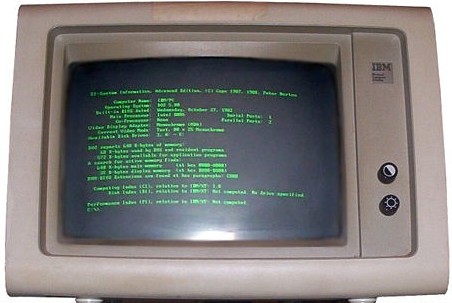 SI-System Information, Advanced Edition, (C) Copr 1987, 1988, Peter Norton
Computer Name: IBM/PC
Operating System: DOS 5.00
Built-in BIOS dated: Wednesday, October 27, 1982
Main Processor: Intel 8088 Serial Ports: 1
Co-Processor: None Parallel Ports: 2
Video Display Adapter: Monochrome (MDA)
Current Video Mode: Text, 80 x 25 Monochrome
Available Disk Drives:
DOS reports 640 K-bytes of memory:
K-bytes used by DOS and resident programs
K-bytes available for application programs
A search for active memory finds:
640 K-bytes main memory (at hex 0000-A000)
K-bytes display memory (at hex B000-B800)
ROM-BIOS Extensions are found at hex paragraphs: C800
Computing Index (CI), relative to IBM/XT: 1.0
Disk Index (DI), relative to IBM/XT: Not computed. No drive specified
Performance Index (PI), relative to IBM/XT: Not computed
IBM